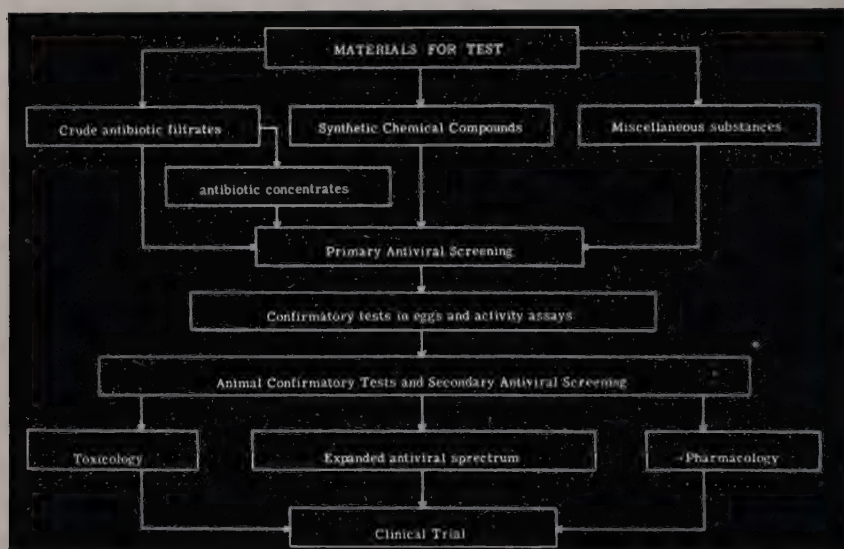 MATERIALS FOR TEST
Crude antibiotic filtrates
Synthetic Chemical Compounds
Miscellaneous substances
antibiotic concentrates
Primary Antiviral Screening
Confirmatory tests in eggs and activity assays
Animal Confirmatory Tests and Secondary Antiviral Screening
Toxicology
Expanded antiviral sprectrum
Pharmacology
Clinical Trial